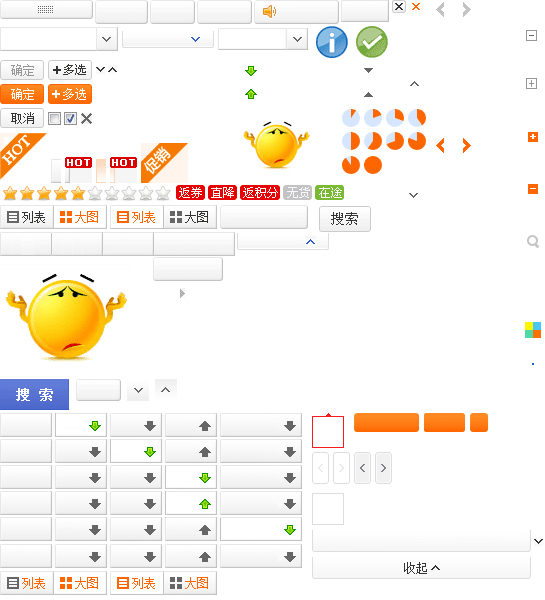 确定 +多选
确定 +多选
取消
HOT HOT HOT 促销
返券 直降 返积分 无货 在途
列表 大图 列表 大图 搜索
搜 索
列表 大图 列表 大图
收起